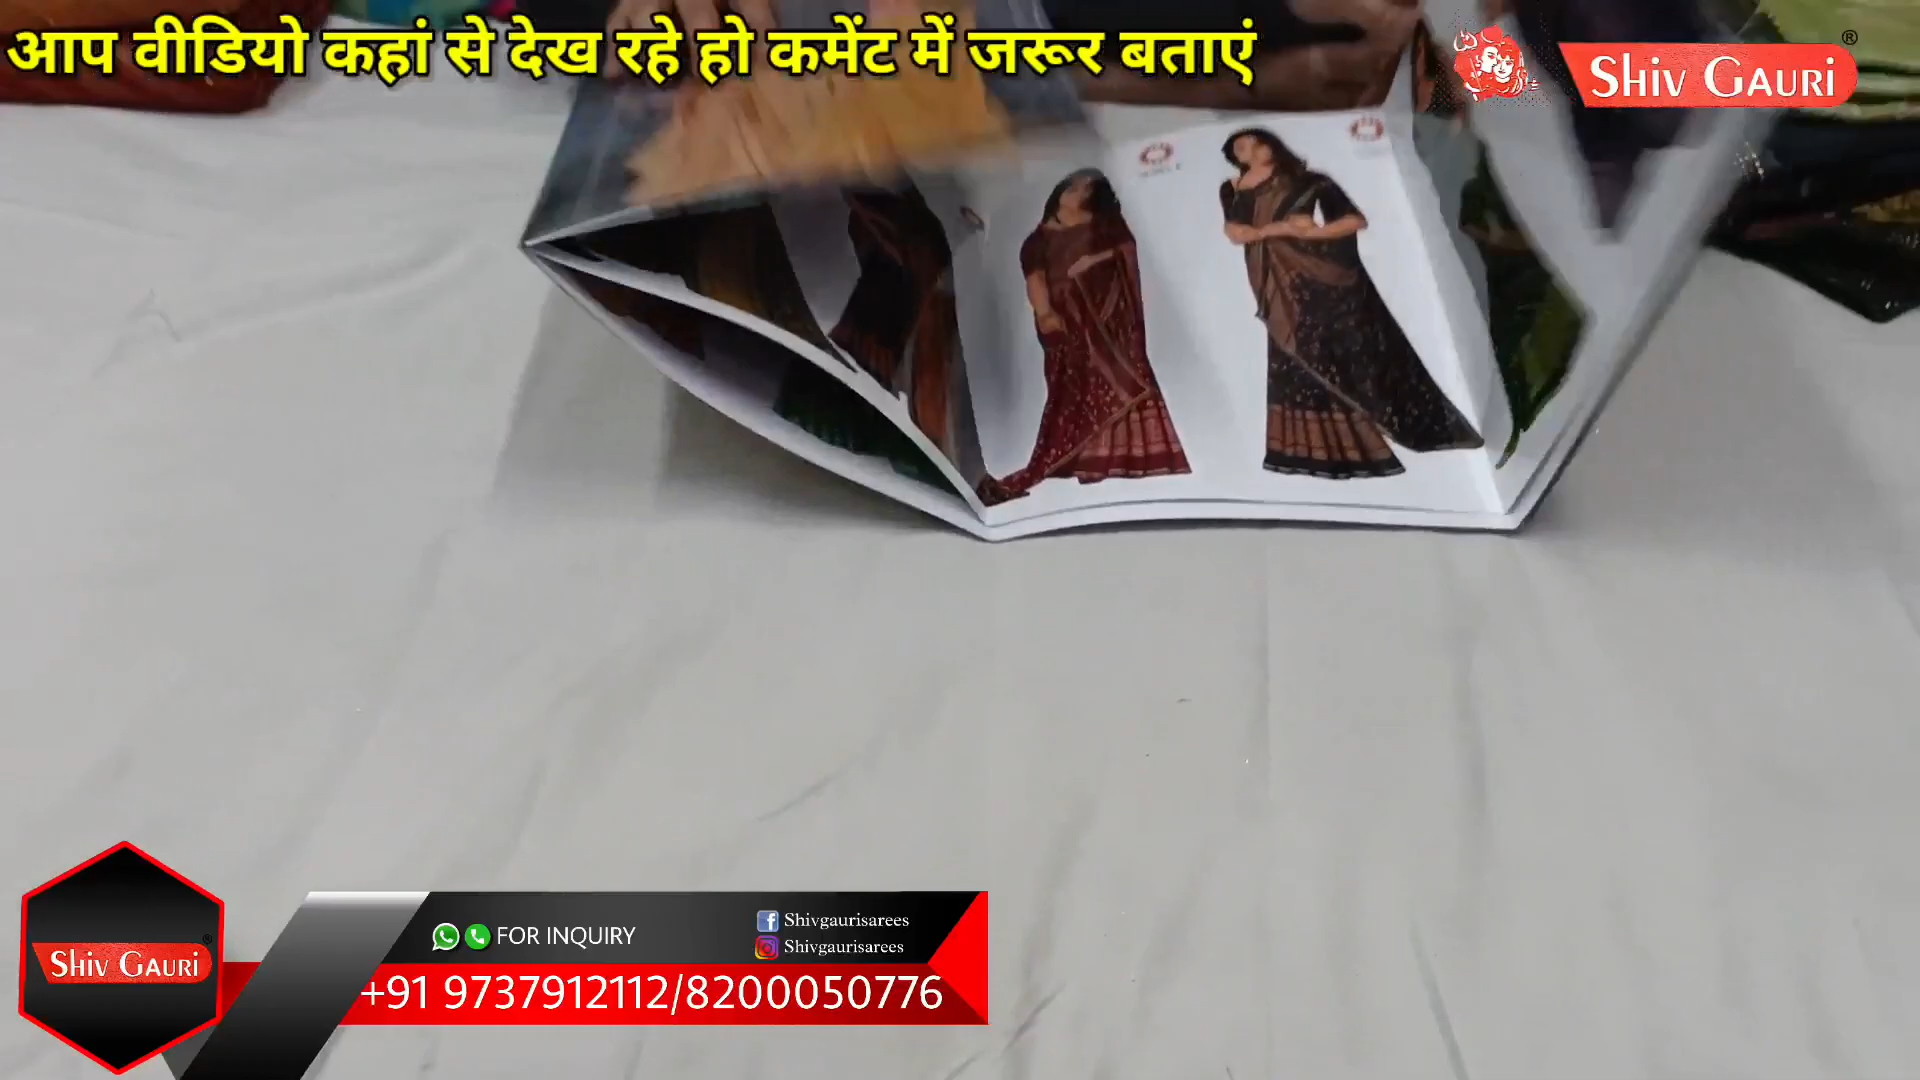 आप वीडियो कहां से देख रहे हो कमेंट में जरूर बताएं
SHIV GAURI ®
FOR INQUIRY
Shivgaurisarees
Shivgaurisarees
+91 9737912112/8200050776
SHIV GAURI ®